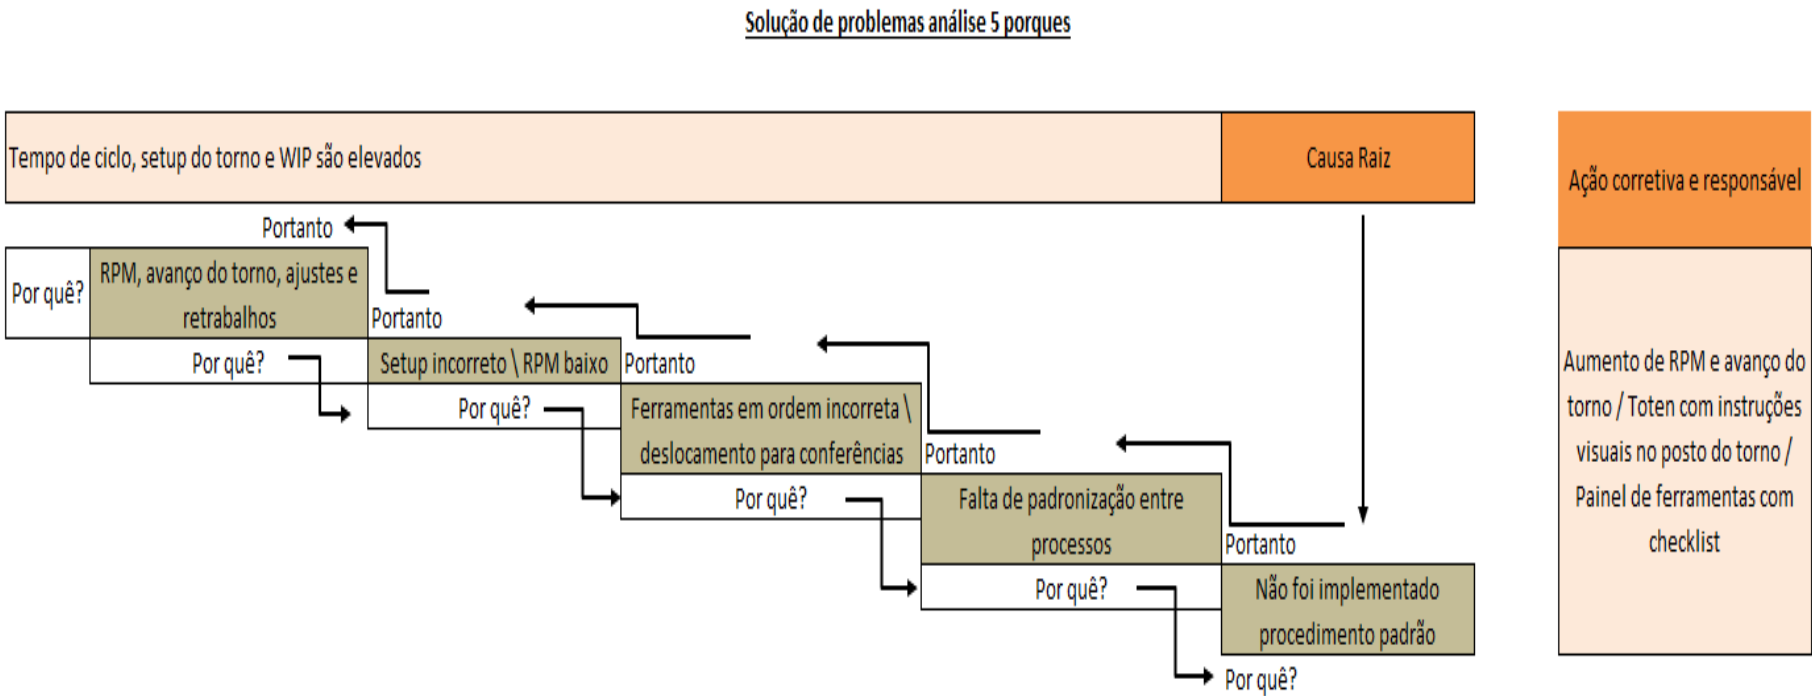 Solução de problemas análise 5 porques
Tempo de ciclo, setup do torno e WIP são elevados
Causa Raiz
Ação corretiva e responsável
Portanto
Por quê?
RPM, avanço do torno, ajustes e
retrabalhos
Portanto
Por quê?
Setup incorreto \ RPM baixo
Portanto
Por quê?
Ferramentas em ordem incorreta \
deslocamento para conferências
Portanto
Por quê?
Falta de padronização entre
processos
Portanto
Por quê?
Não foi implementado
procedimento padrão
Por quê?
Aumento de RPM e avanço do
torno / Toten com instruções
visuais no posto do torno /
Painel de ferramentas com
checklist